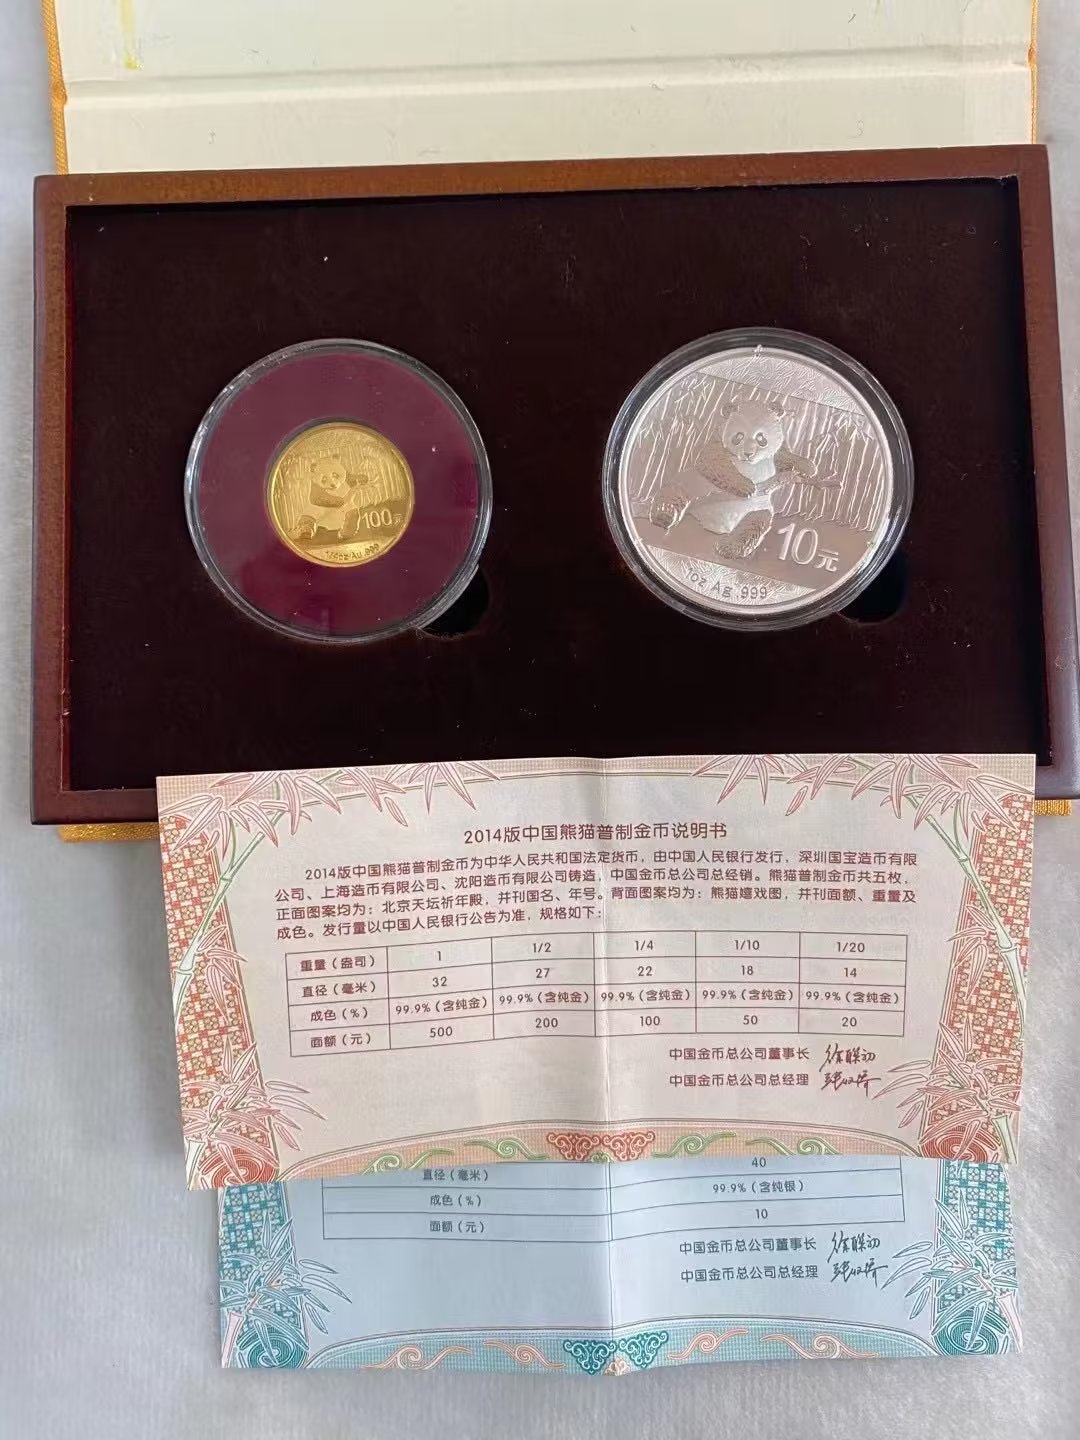 100元
1/4oz Au .999
10元
1oz Ag .999
2014版中国熊猫普制金币说明书
2014版中国熊猫普制金币为中华人民共和国法定货币，由中国人民银行发行，深圳国宝造币有限
公司、上海造币有限公司、沈阳造币有限公司铸造，中国金币总公司总经销。熊猫普制金币共五枚，
正面图案均为：北京天坛祈年殿，并刊国名、年号。背面图案均为：熊猫嬉戏图，并刊面额、重量及
成色。发行量以中国人民银行公告为准，规格如下：
重量（盎司） 1 1/2 1/4 1/10 1/20
直径（毫米） 32 27 22 18 14
成色（%） 99.9%（含纯金） 99.9%（含纯金） 99.9%（含纯金） 99.9%（含纯金） 99.9%（含纯金）
面额（元） 500 200 100 50 20
中国金币总公司董事长
中国金币总公司总经理
直径（毫米） 40
成色（%） 99.9%（含纯银）
面额（元） 10
中国金币总公司董事长
中国金币总公司总经理